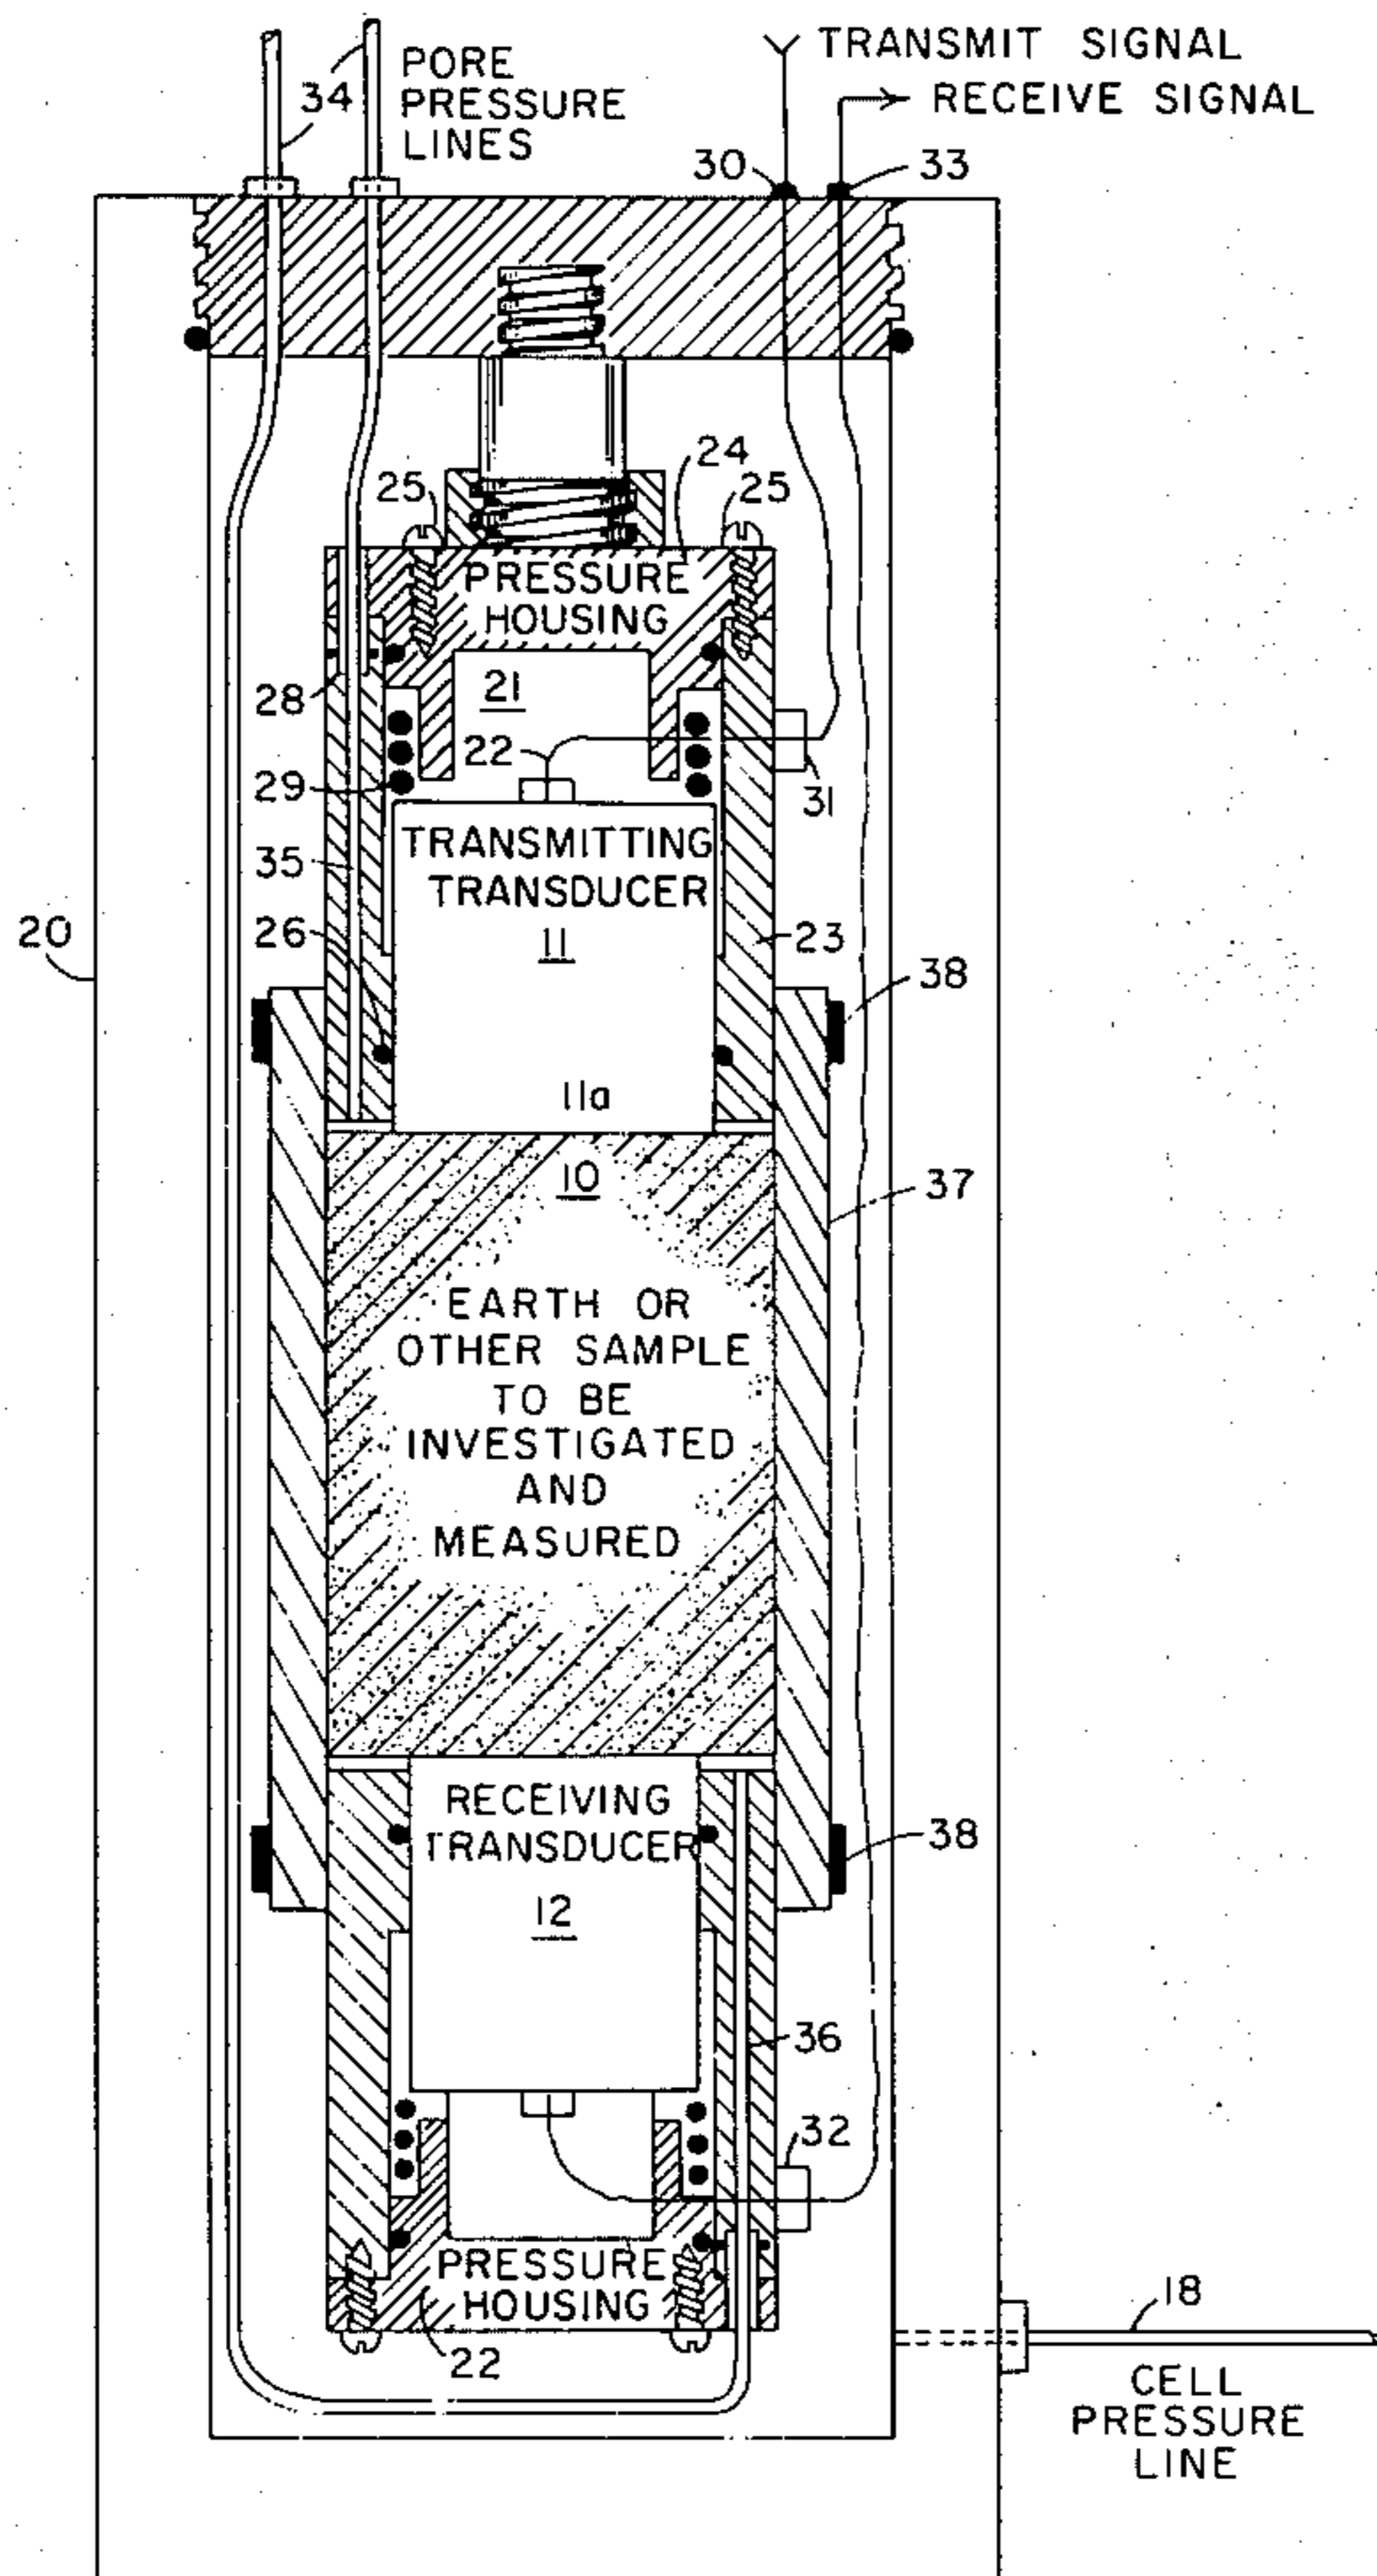 TRANSMIT SIGNAL
RECEIVE SIGNAL
PORE
PRESSURE
LINES
34
30
33
24
25
25
PRESSURE
HOUSING
28
21
22
29
31
TRANSMITTING
TRANSDUCER
11
35
26
20
23
38
11a
10
37
EARTH OR
OTHER SAMPLE
TO BE
INVESTIGATED
AND
MEASURED
RECEIVING
TRANSDUCER
12
38
36
32
PRESSURE
HOUSING
22
18
CELL
PRESSURE
LINE